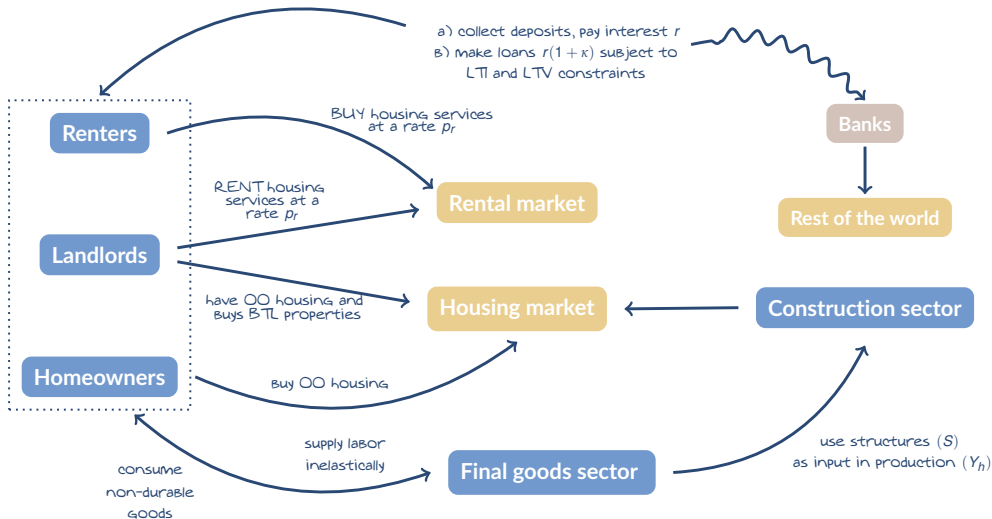 a) collect deposits, pay interest r
B) make loans r(1 + κ) subject to
LTI and LTV constraints
Renters
BUY housing services
at a rate pᵣ
Banks
RENT housing
services at a
rate pᵣ
Rental market
Rest of the world
Landlords
have OO housing and
buys BTL properties
Housing market
Construction sector
Homeowners
Buy OO housing
supply labor
inelastically
Final goods sector
use structures (S)
as input in production (Yₕ)
consume
non-durable
goods